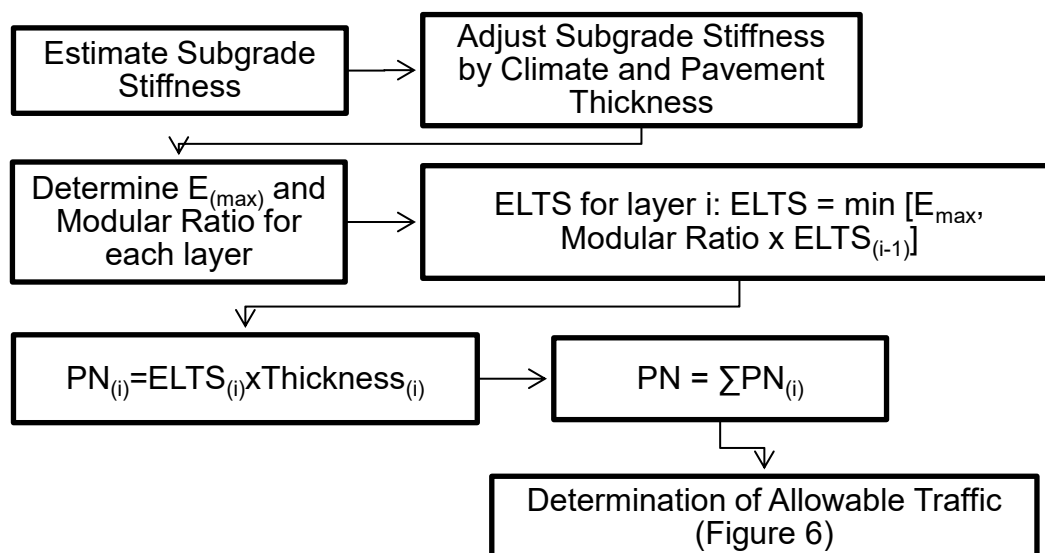 Estimate Subgrade
Stiffness
Adjust Subgrade Stiffness
by Climate and Pavement
Thickness
Determine E(max) and
Modular Ratio for
each layer
ELTS for layer i: ELTS = min [Emax,
Modular Ratio x ELTS(i-1)]
PN(i)=ELTS(i)xThickness(i)
PN = ∑PN(i)
Determination of Allowable Traffic
(Figure 6)